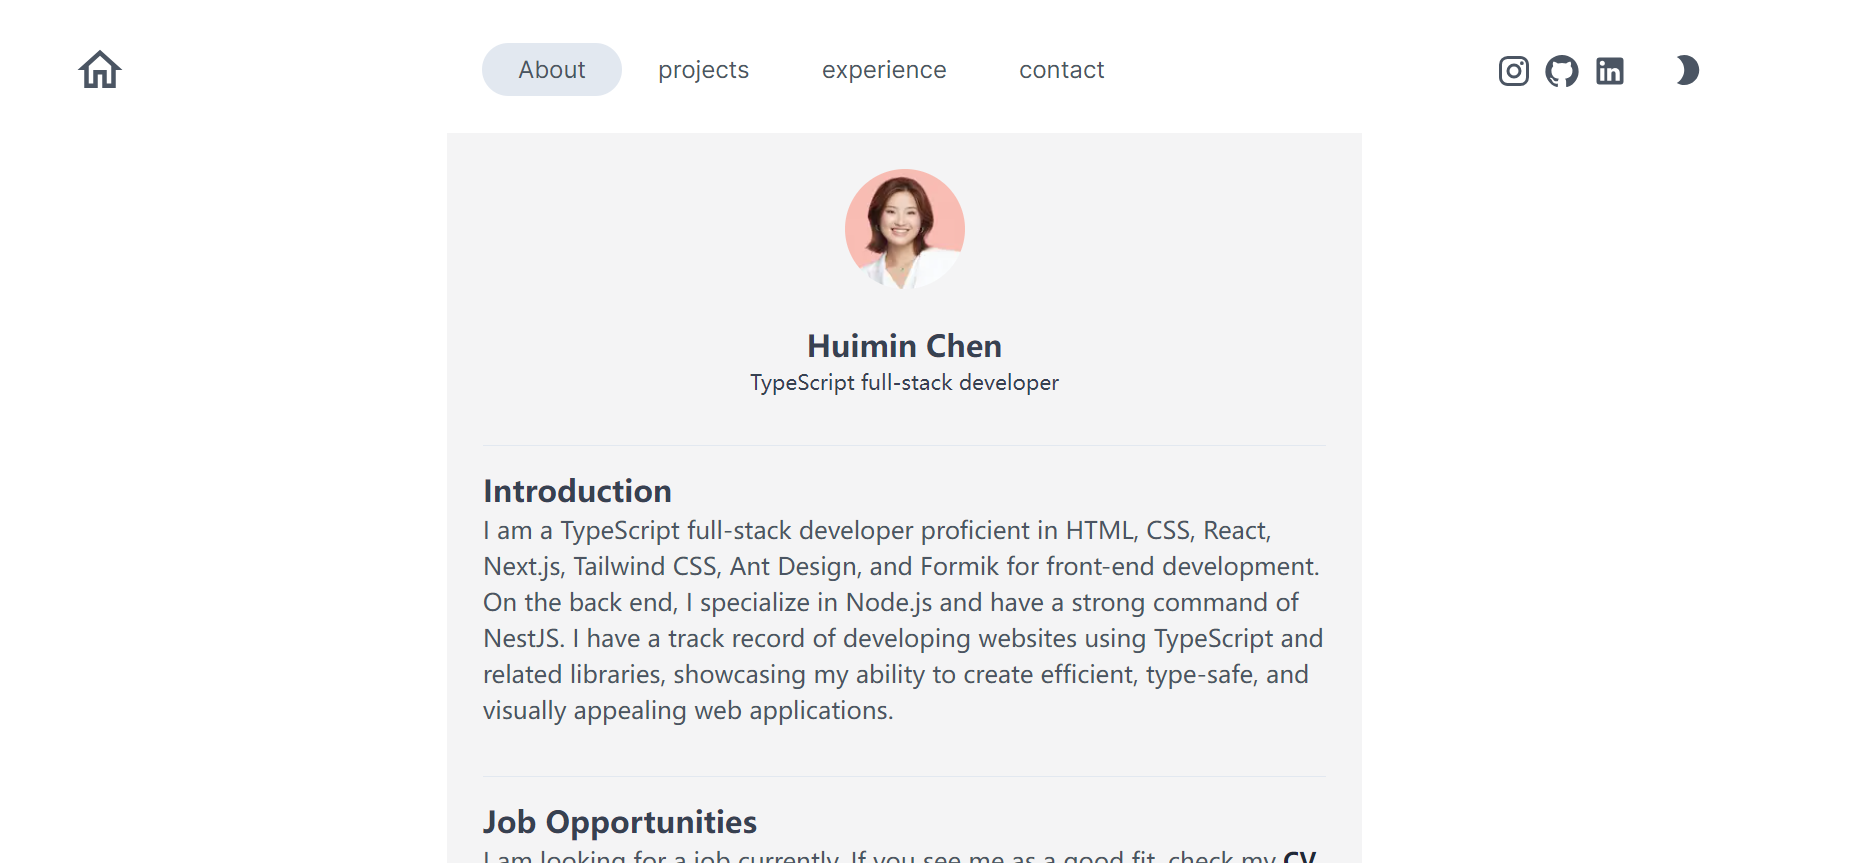 About projects experience contact
Huimin Chen
TypeScript full-stack developer
Introduction
I am a TypeScript full-stack developer proficient in HTML, CSS, React,
Next.js, Tailwind CSS, Ant Design, and Formik for front-end development.
On the back end, I specialize in Node.js and have a strong command of
NestJS. I have a track record of developing websites using TypeScript and
related libraries, showcasing my ability to create efficient, type-safe, and
visually appealing web applications.
Job Opportunities
I am looking for a job currently. If you see me as a good fit, check my CV